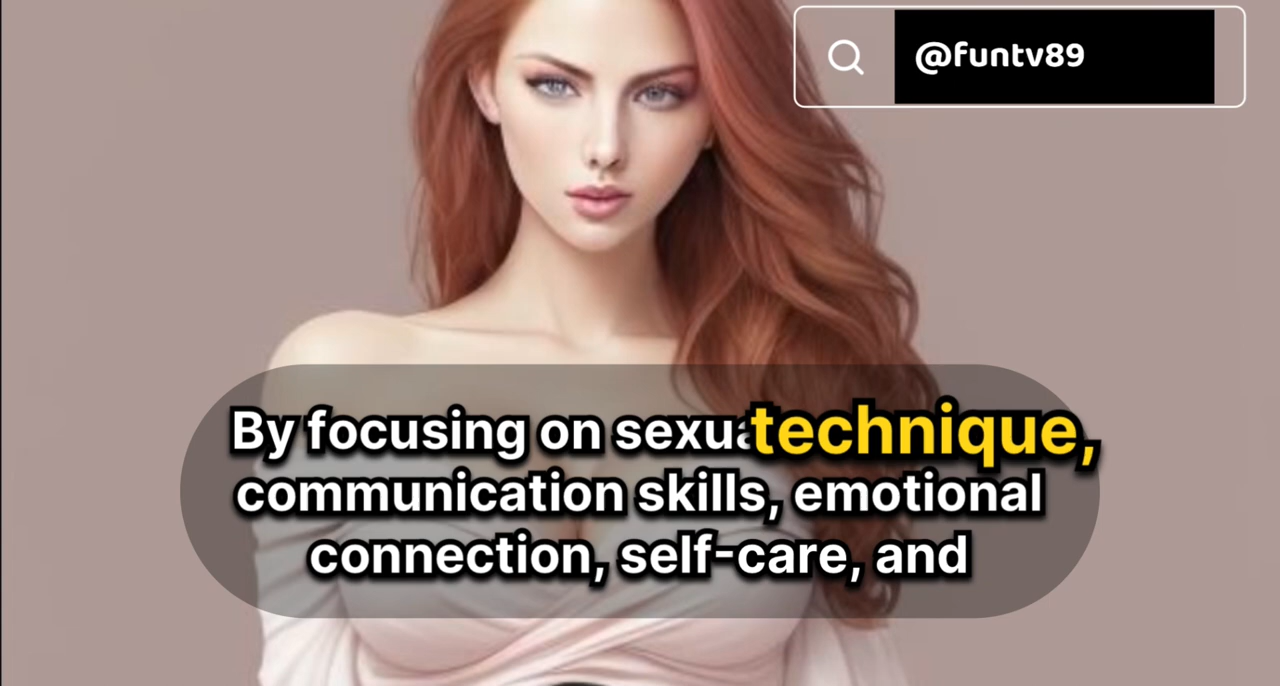 @funtv89
By focusing on sexua technique,
communication skills, emotional
connection, self-care, and